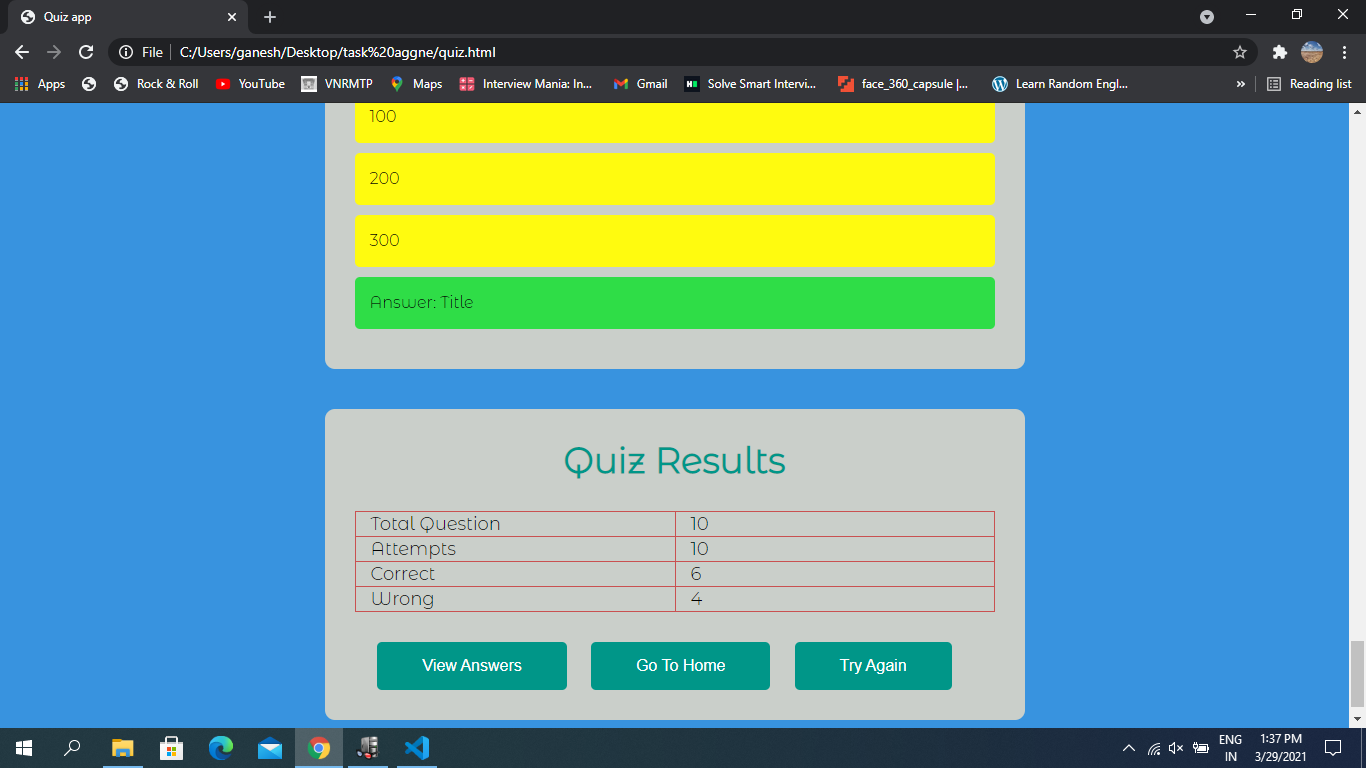 Quiz app
File
C:/Users/ganesh/Desktop/task%20aggne/quiz.html
Apps
Rock & Roll
YouTube
VNRMTP
Maps
Interview Mania: In...
Gmail
Solve Smart Intervi...
face_360_capsule |...
Learn Random Engl...
»
Reading list
100
200
300
Answer: Title
Quiz Results
Total Question 10
Attempts 10
Correct 6
Wrong 4
View Answers
Go To Home
Try Again
ENG
IN
1:37 PM
3/29/2021